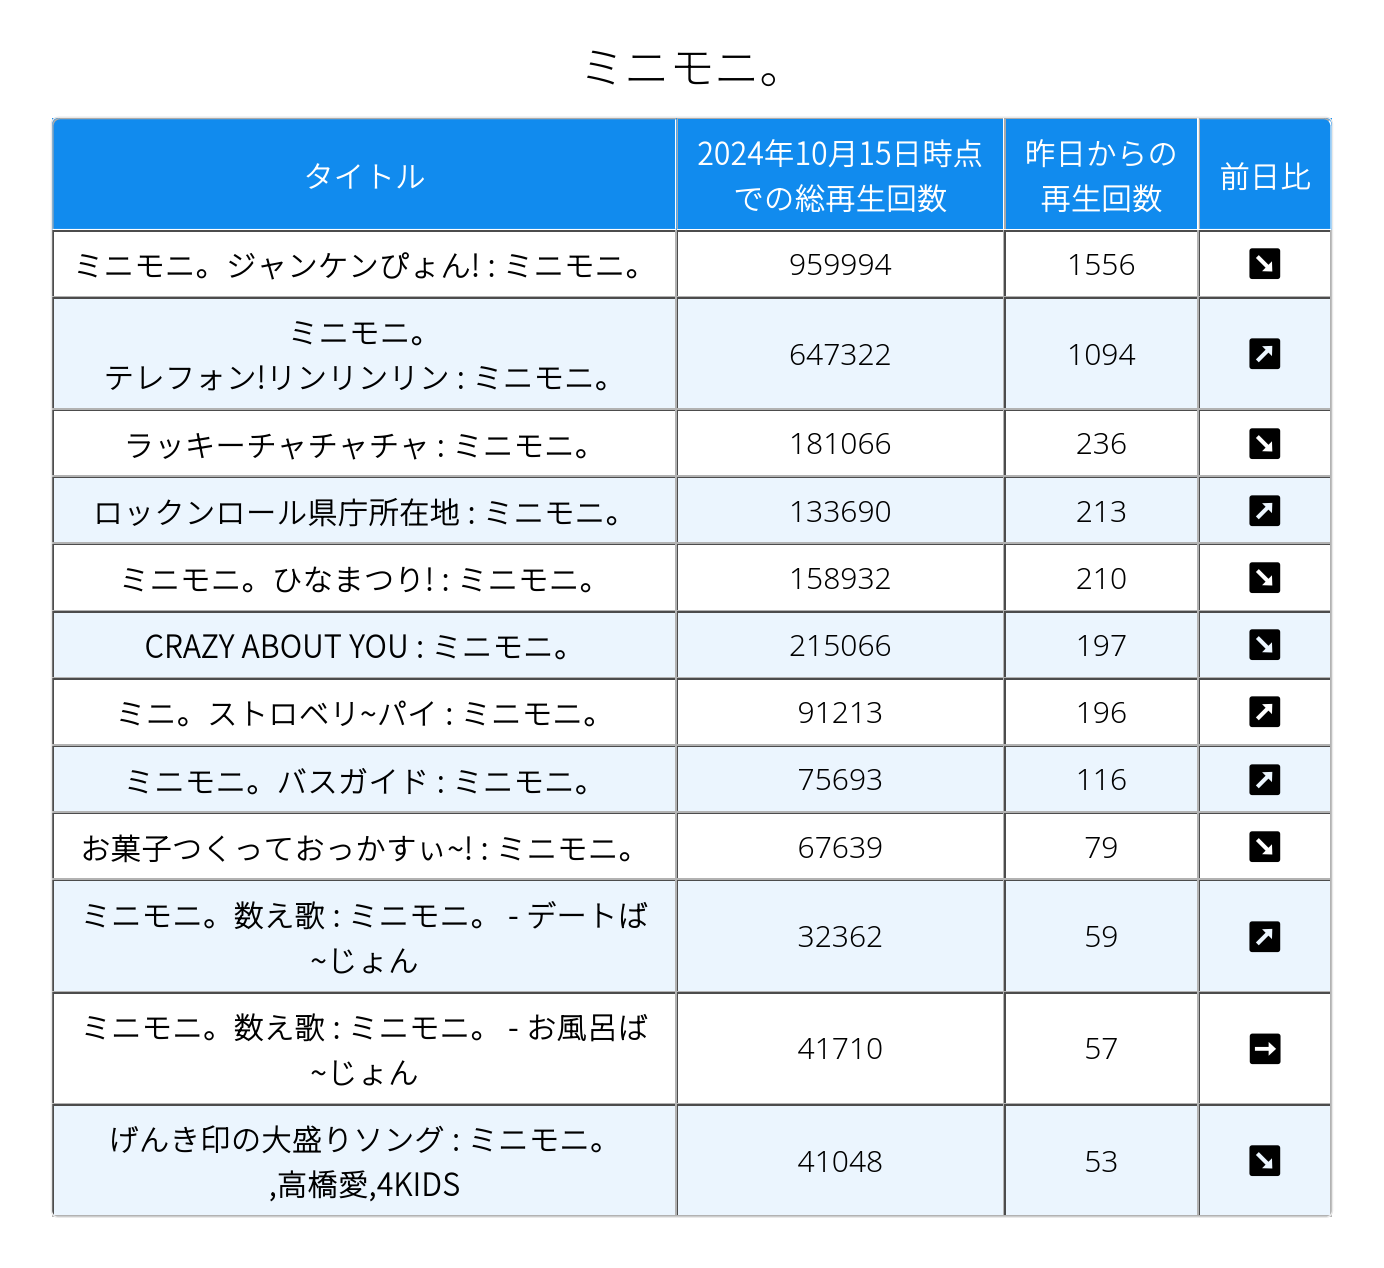 ミニモニ。
タイトル
2024年10月15日時点
での総再生回数
昨日からの
再生回数
前日比
ミニモニ。ジャンケンぴょん! : ミニモニ。
959994
1556
ミニモニ。
テレフォン!リンリンリン : ミニモニ。
647322
1094
ラッキーチャチャチャ : ミニモニ。
181066
236
ロックンロール県庁所在地 : ミニモニ。
133690
213
ミニモニ。ひなまつり! : ミニモニ。
158932
210
CRAZY ABOUT YOU : ミニモニ。
215066
197
ミニ。ストロベリ~パイ : ミニモニ。
91213
196
ミニモニ。バスガイド : ミニモニ。
75693
116
お菓子つくっておっかすぃ~! : ミニモニ。
67639
79
ミニモニ。数え歌 : ミニモニ。 - デートば
~じょん
32362
59
ミニモニ。数え歌 : ミニモニ。 - お風呂ば
~じょん
41710
57
げんき印の大盛りソング : ミニモニ。
,高橋愛,4KIDS
41048
53